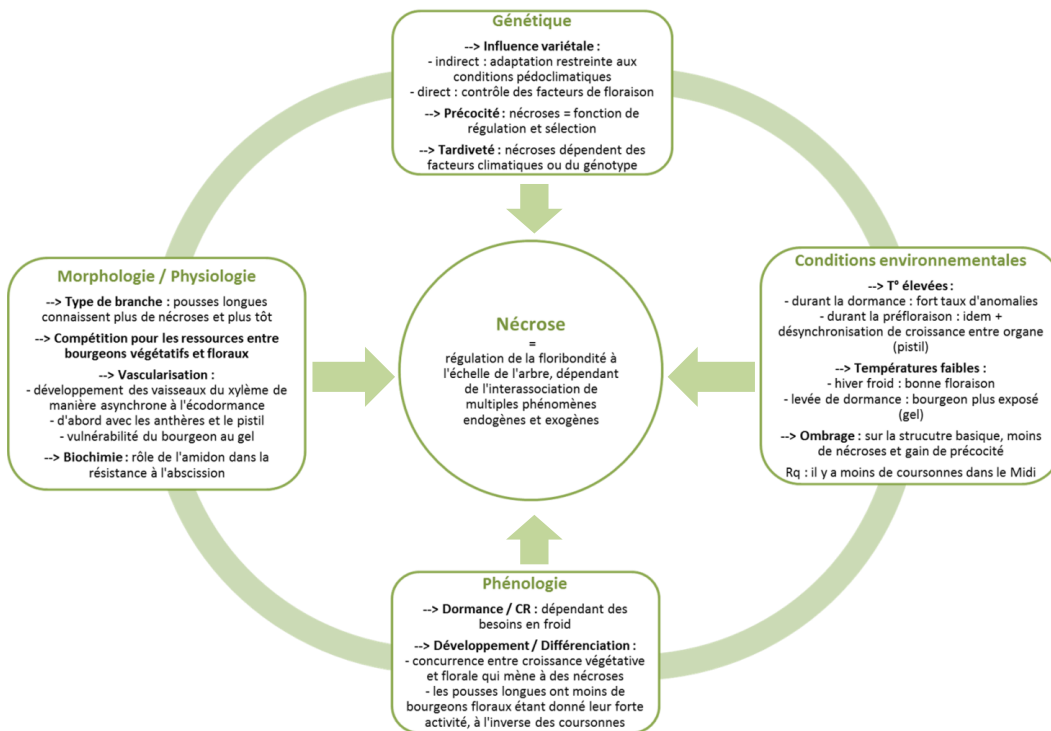 Génétique
--> Influence variétale :
- indirect : adaptation restreinte aux
conditions pédoclimatiques
- direct : contrôle des facteurs de floraison
--> Précocité : nécroses = fonction de
régulation et sélection
--> Tardiveté : nécroses dépendent des
facteurs climatiques ou du génotype
Morphologie / Physiologie
--> Type de branche : pousses longues
connaissent plus de nécroses et plus tôt
--> Compétition pour les ressources entre
bourgeons végétatifs et floraux
--> Vascularisation :
- développement des vaisseaux du xylème de
manière asynchrone à l'écodormance
- d'abord avec les anthères et le pistil
- vulnérabilité du bourgeon au gel
--> Biochimie : rôle de l'amidon dans la
résistance à l'abscission
Nécrose
=
régulation de la floribondité à
l'échelle de l'arbre, dépendant
de l'interassociation de
multiples phénomènes
endogènes et exogènes
Conditions environnementales
--> T° élevées :
- durant la dormance : fort taux d'anomalies
- durant la préfloraison : idem +
désynchronisation de croissance entre organe
(pistil)
--> Températures faibles :
- hiver froid : bonne floraison
- levée de dormance : bourgeon plus exposé
(gel)
--> Ombrage : sur la strucutre basique, moins
de nécroses et gain de précocité
Rq : il y a moins de coursonnes dans le Midi
Phénologie
--> Dormance / CR : dépendant des
besoins en froid
--> Développement / Différenciation :
- concurrence entre croissance végétative
et florale qui mène à des nécroses
- les pousses longues ont moins de
bourgeons floraux étant donné leur forte
activité, à l'inverse des coursonnes